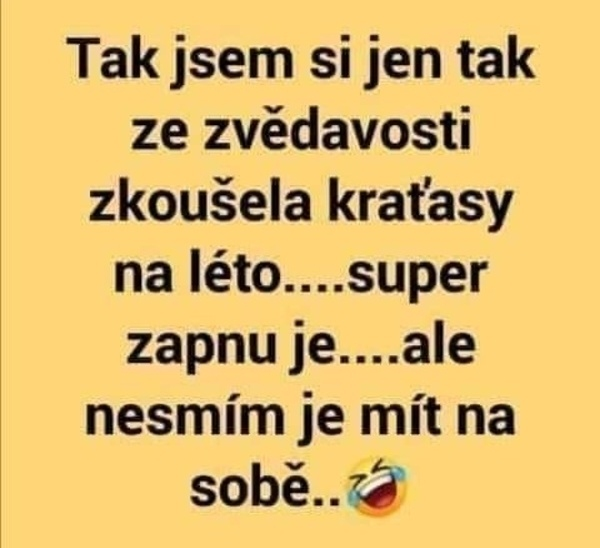 Tak jsem si jen tak
ze zvědavosti
zkoušela kraťasy
na léto....super
zapnu je....ale
nesmím je mít na
sobě..🤣